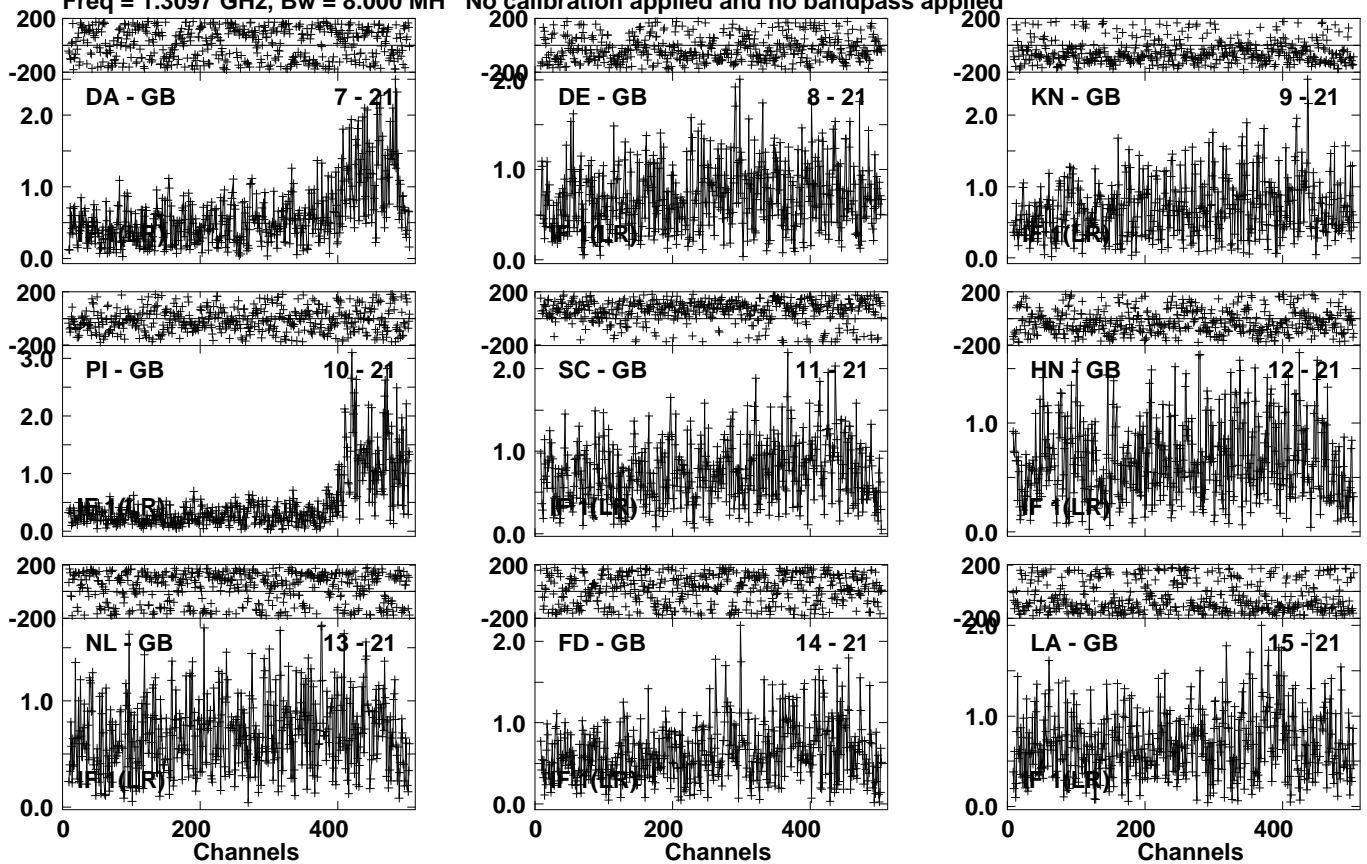 Freq = 1.3097 GHz, Bw = 8.000 MH No calibration applied and no bandpass applied
200 200 200
-200 -200 -200
DA - GB 7 - 21 DE - GB 8 - 21 KN - GB 9 - 21
2.0 2.0 2.0
1.0 1.0 1.0
IF 1(LR) IF 1(LR) IF 1(LR)
0.0 0.0 0.0
200 200 200
-200 -200 -200
PI - GB 10 - 21 SC - GB 11 - 21 HN - GB 12 - 21
3.0 2.0
2.0 1.0
1.0 1.0
IF 1(LR) IF 1(LR) IF 1(LR)
0.0 0.0 0.0
200 200 200
-200 -200 -200
NL - GB 13 - 21 FD - GB 14 - 21 LA - GB 15 - 21
2.0 2.0
1.0 1.0 1.0
IF 1(LR) IF 1(LR) IF 1(LR)
0.0 0.0 0.0
0 200 400 0 200 400 0 200 400
Channels Channels Channels